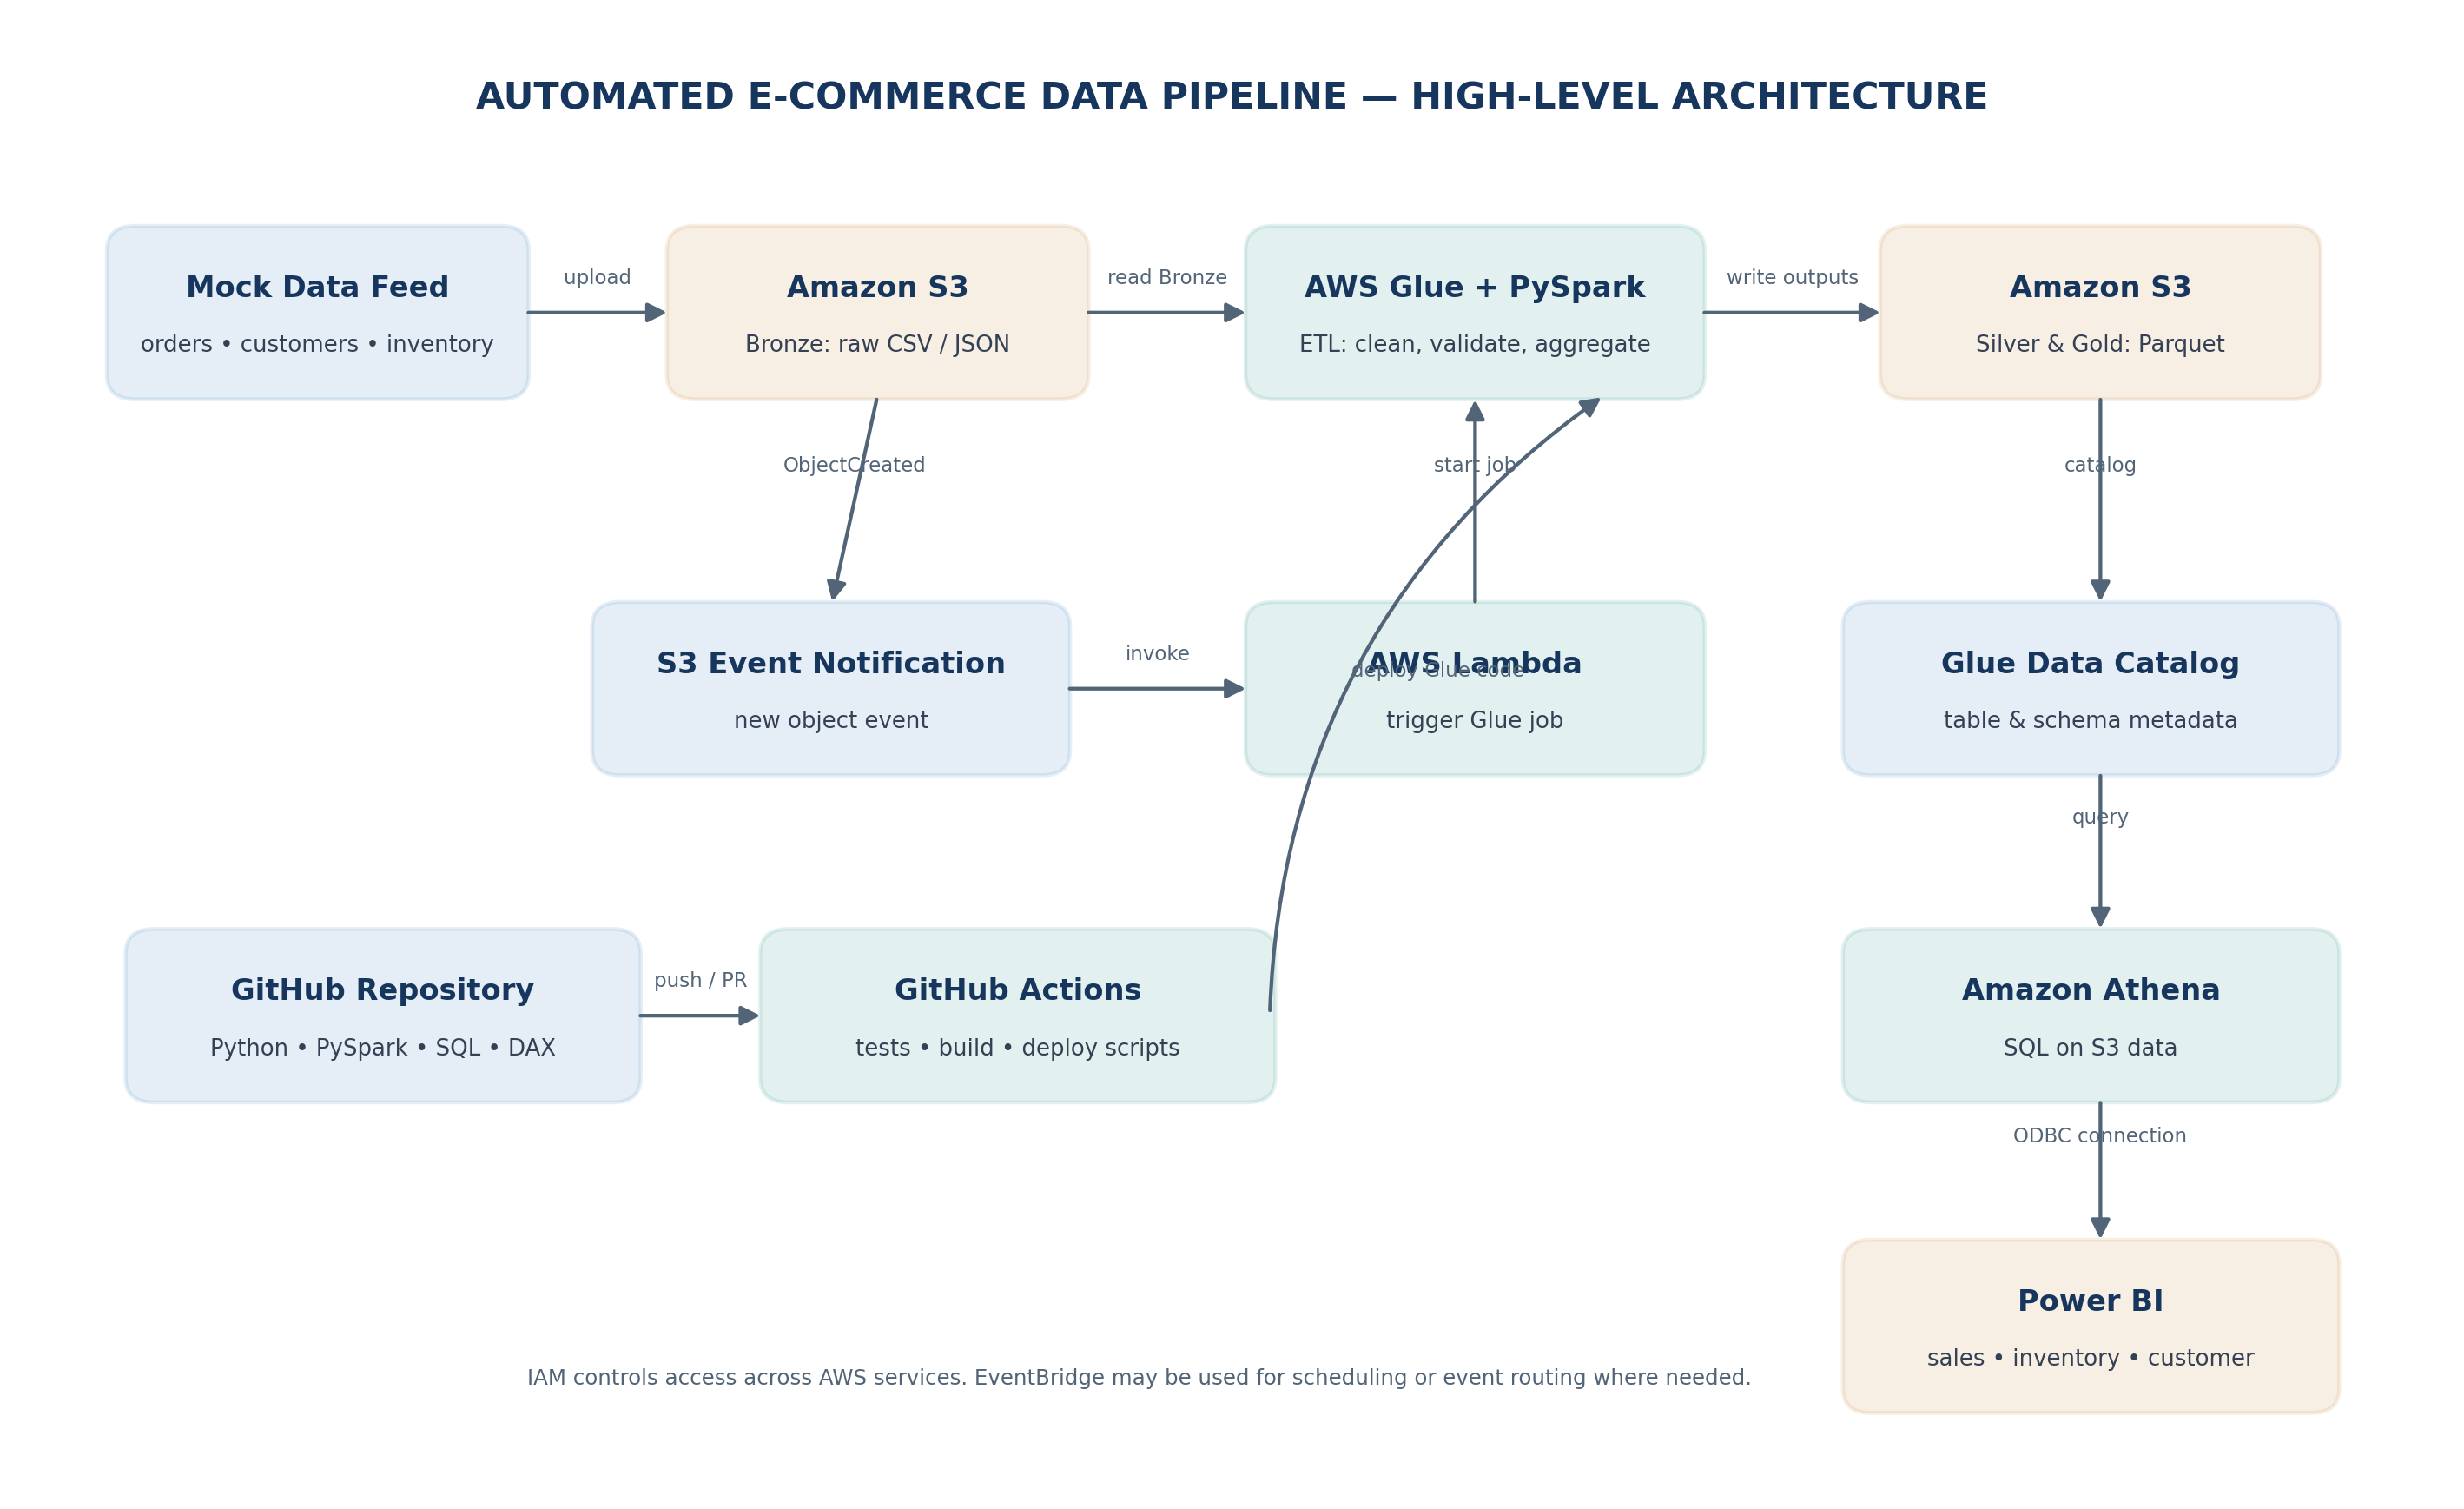 AUTOMATED E-COMMERCE DATA PIPELINE — HIGH-LEVEL ARCHITECTURE
Mock Data Feed
orders • customers • inventory
upload
Amazon S3
Bronze: raw CSV / JSON
read Bronze
AWS Glue + PySpark
ETL: clean, validate, aggregate
write outputs
Amazon S3
Silver & Gold: Parquet
ObjectCreated
start job
catalog
S3 Event Notification
new object event
invoke
AWS Lambda
deploy Glue code
trigger Glue job
Glue Data Catalog
table & schema metadata
query
GitHub Repository
Python • PySpark • SQL • DAX
push / PR
GitHub Actions
tests • build • deploy scripts
Amazon Athena
SQL on S3 data
ODBC connection
Power BI
sales • inventory • customer
IAM controls access across AWS services. EventBridge may be used for scheduling or event routing where needed.